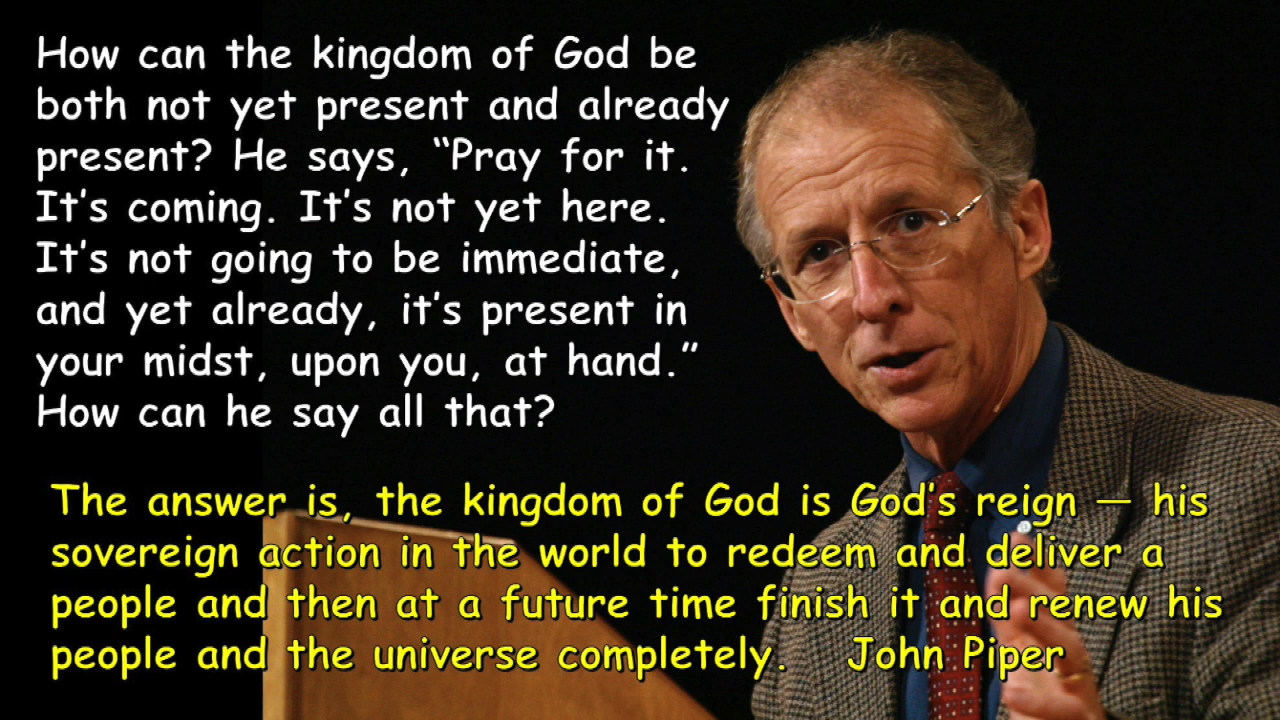 How can the kingdom of God be
both not yet present and already
present? He says, “Pray for it.
It's coming. It's not yet here.
It's not going to be immediate,
and yet already, it's present in
your midst, upon you, at hand.”
How can he say all that?
The answer is, the kingdom of God is God's reign — his
sovereign action in the world to redeem and deliver a
people and then at a future time finish it and renew his
people and the universe completely. John Piper